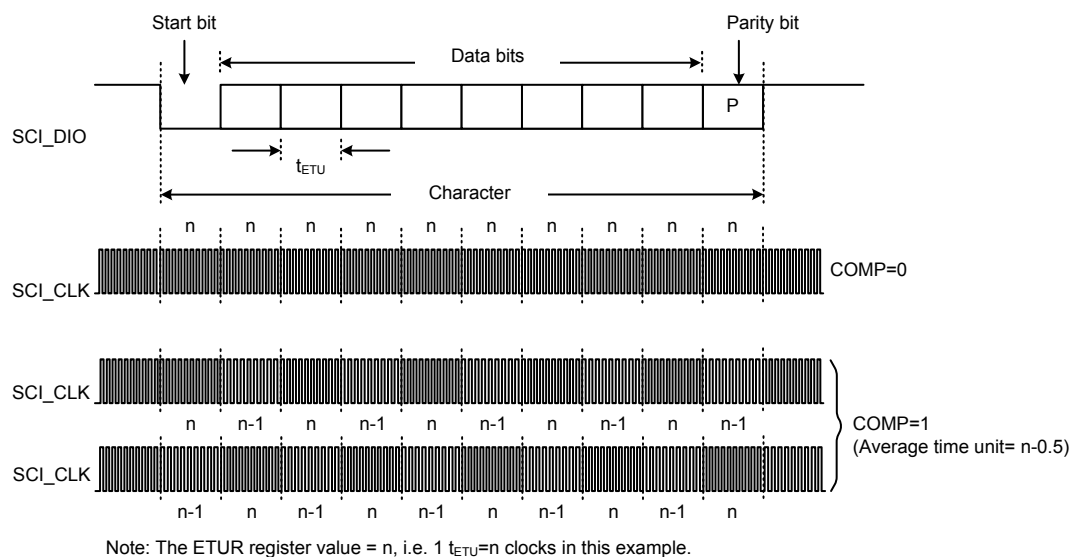 Start bit
Parity bit
Data bits
P
SCI_DIO
tETU
Character
n n n n n n n n n n
COMP=0
SCI_CLK
SCI_CLK
n n-1 n n-1 n n-1 n n-1 n n-1
COMP=1
(Average time unit= n-0.5)
SCI_CLK
n-1 n n-1 n n-1 n n-1 n n-1 n
Note: The ETUR register value = n, i.e. 1 tETU=n clocks in this example.